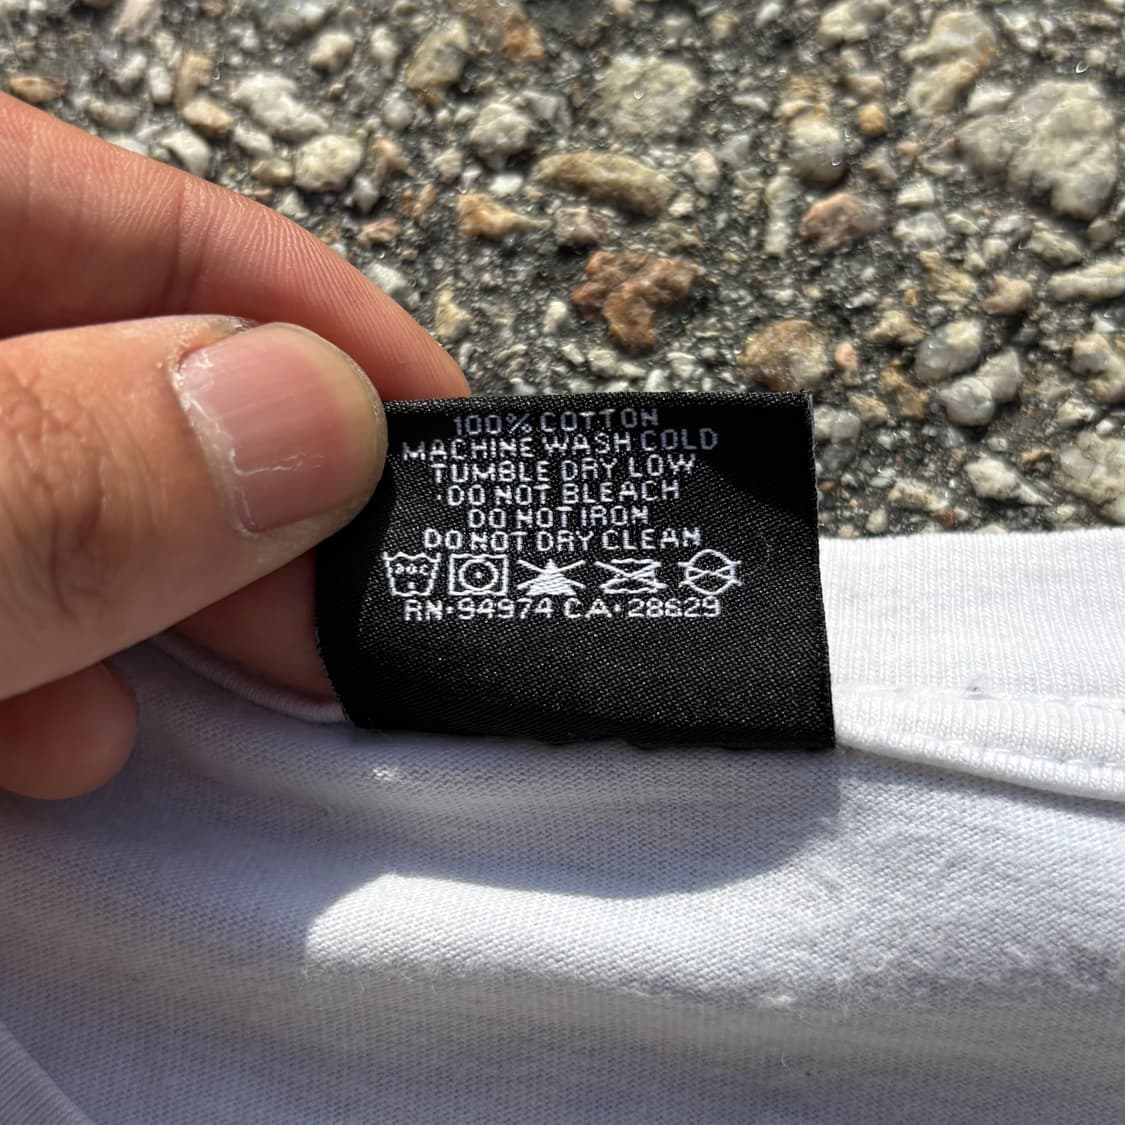 100% COTTON
MACHINE WASH COLD
TUMBLE DRY LOW
DO NOT BLEACH
DO NOT IRON
DO NOT DRY CLEAN
RN·94974 CA·28629